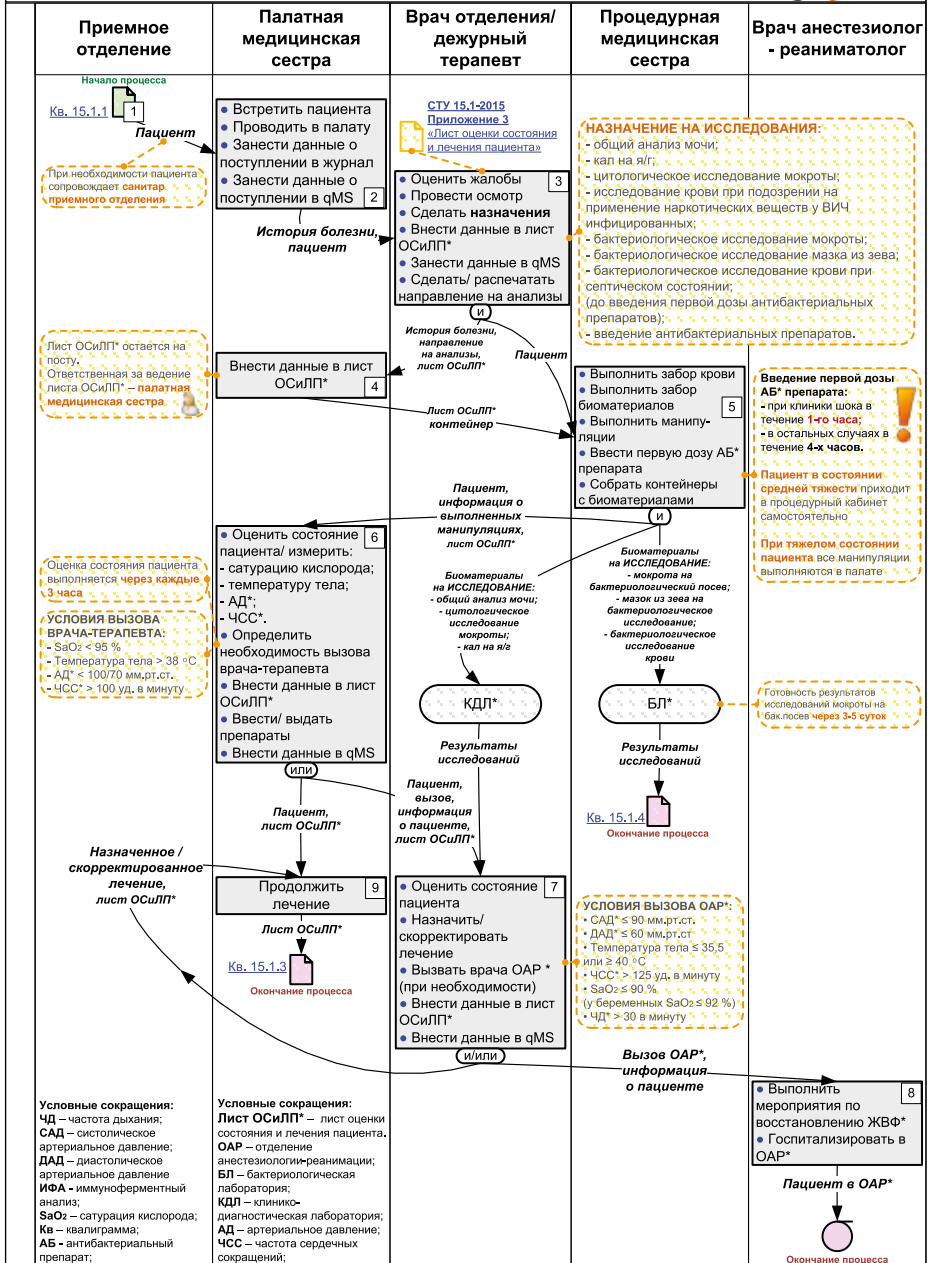 Приемное
отделение
Палатная
медицинская
сестра
Врач отделения/
дежурный
терапевт
Процедурная
медицинская
сестра
Врач анестезиолог
- реаниматолог
Начало процесса
Кв. 15.1.1
1
Пациент
При необходимости пациента
сопровождает санитар
приемного отделения
• Встретить пациента
• Проводить в палату
• Занести данные о
поступлении в журнал
• Занести данные о
поступлении в qMS
2
История болезни,
пациент
СТУ 15.1-2015
Приложение 3
«Лист оценки состояния
и лечения пациента»
• Оценить жалобы
3
• Провести осмотр
• Сделать назначения
• Внести данные в лист
ОСиЛП*
• Занести данные в qMS
• Сделать/ распечатать
направление на анализы
и
НАЗНАЧЕНИЕ НА ИССЛЕДОВАНИЯ:
- общий анализ мочи;
- кал на я/г;
- цитологическое исследование мокроты;
- исследование крови при подозрении на
применение наркотических веществ у ВИЧ
инфицированных;
- бактериологическое исследование мокроты;
- бактериологическое исследование мазка из зева;
- бактериологическое исследование крови при
септическом состоянии;
(до введения первой дозы антибактериальных
препаратов);
- введение антибактериальных препаратов.
История болезни,
направление
на анализы,
лист ОСиЛП*
Пациент
Лист ОСиЛП* остается на
посту.
Ответственная за ведение
листа ОСиЛП* – палатная
медицинская сестра
Внести данные в лист
ОСиЛП*
4
Лист ОСиЛП*
контейнер
• Выполнить забор крови
• Выполнить забор
биоматериалов
5
• Выполнить манипу-
ляции
• Ввести первую дозу АБ*
препарата
• Собрать контейнеры
с биоматериалами
и
Введение первой дозы
АБ* препарата:
- при клиники шока в
течение 1-го часа;
- в остальных случаях в
течение 4-х часов.
Пациент в состоянии
средней тяжести приходит
в процедурный кабинет
самостоятельно
При тяжелом состоянии
пациента все манипуляции
выполняются в палате
Пациент,
информация о
выполненных
манипуляциях,
лист ОСиЛП*
Оценка состояния пациента
выполняется через каждые
3 часа
УСЛОВИЯ ВЫЗОВА
ВРАЧА-ТЕРАПЕВТА:
- SaO2 < 95 %
- Температура тела > 38 ºС
- АД* < 100/70 мм.рт.ст.
- ЧСС* > 100 уд. в минуту
• Оценить состояние
6
пациента/ измерить:
- сатурацию кислорода;
- температуру тела;
- АД*;
- ЧСС*.
• Определить
необходимость вызова
врача-терапевта
• Внести данные в лист
ОСиЛП*
• Ввести/ выдать
препараты
• Внести данные в qMS
или
Биоматериалы
на ИССЛЕДОВАНИЕ:
- общий анализ мочи;
- цитологическое
исследование
мокроты;
- кал на я/г
Биоматериалы
на ИССЛЕДОВАНИЕ:
- мокрота на
бактериологический посев;
- мазок из зева на
бактериологическое
исследование;
- бактериологическое
исследование
крови
КДЛ*
БЛ*
Готовность результатов
исследований мокроты на
бак.посев через 3-5 суток
Результаты
исследований
Результаты
исследований
Кв. 15.1.4
Окончание процесса
Пациент,
лист ОСиЛП*
Пациент,
вызов,
информация
о пациенте,
лист ОСиЛП*
Назначенное /
скорректированное
лечение,
лист ОСиЛП*
Продолжить
лечение
9
Лист ОСиЛП*
Кв. 15.1.3
Окончание процесса
• Оценить состояние
7
пациента
• Назначить/
скорректировать
лечение
• Вызвать врача ОАР *
(при необходимости)
• Внести данные в лист
ОСиЛП*
• Внести данные в qMS
и/или
УСЛОВИЯ ВЫЗОВА ОАР*:
• САД* ≤ 90 мм.рт.ст.
• ДАД* ≤ 60 мм.рт.ст
• Температура тела ≤ 35,5
или ≥ 40 ºС
• ЧСС* > 125 уд. в минуту
• SaO2 ≤ 90 %
(у беременных SaO2 ≤ 92 %)
• ЧД* > 30 в минуту
Вызов ОАР*,
информация
о пациенте
• Выполнить
8
мероприятия по
восстановлению ЖВФ*
• Госпитализировать в
ОАР*
Пациент в ОАР*
Окончание процесса
Условные сокращения:
ЧД – частота дыхания;
САД – систолическое
артериальное давление;
ДАД – диастолическое
артериальное давление
ИФА - иммуноферментный
анализ;
SaO2 – сатурация кислорода;
Кв – квалиграмма;
АБ - антибактериальный
препарат;
Условные сокращения:
Лист ОСиЛП* – лист оценки
состояния и лечения пациента.
ОАР – отделение
анестезиологии-реанимации;
БЛ – бактериологическая
лаборатория;
КДЛ – клинико-
диагностическая лаборатория;
АД – артериальное давление;
ЧСС – частота сердечных
сокращений;